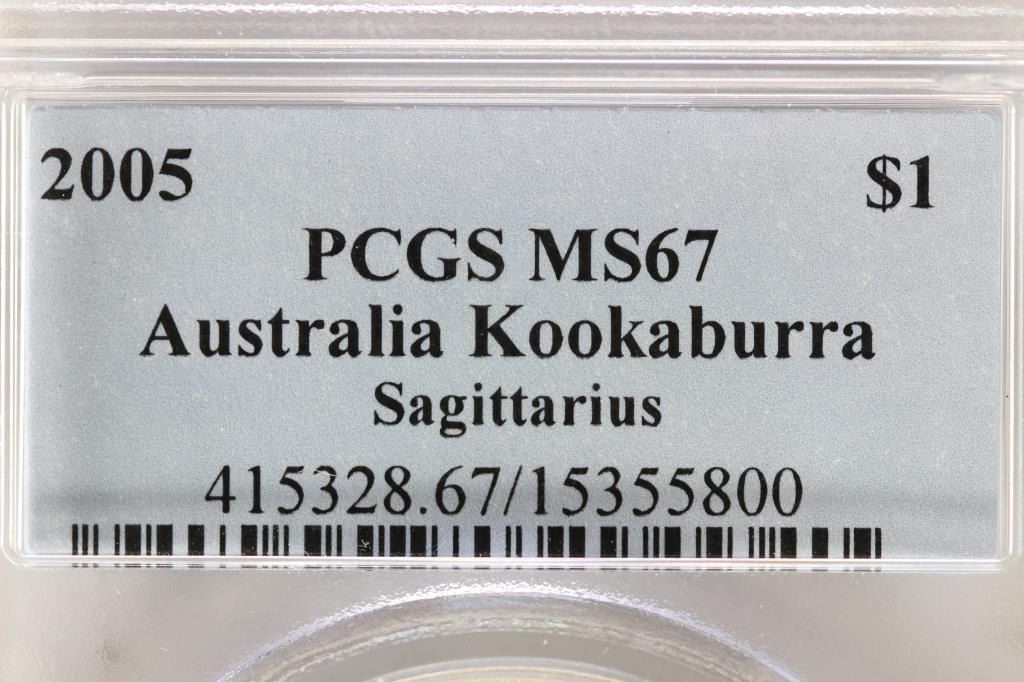 2005 $1
PCGS MS67
Australia Kookaburra
Sagittarius
415328.67/15355800